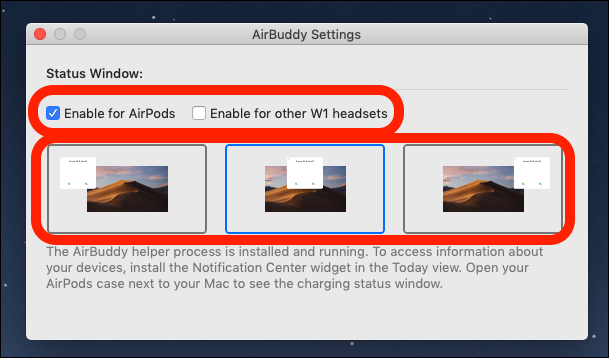 AirBuddy Settings
Status Window:
Enable for AirPods Enable for other W1 headsets
The AirBuddy helper process is installed and running. To access information about
your devices, install the Notification Center widget in the Today view. Open your
AirPods case next to your Mac to see the charging status window.